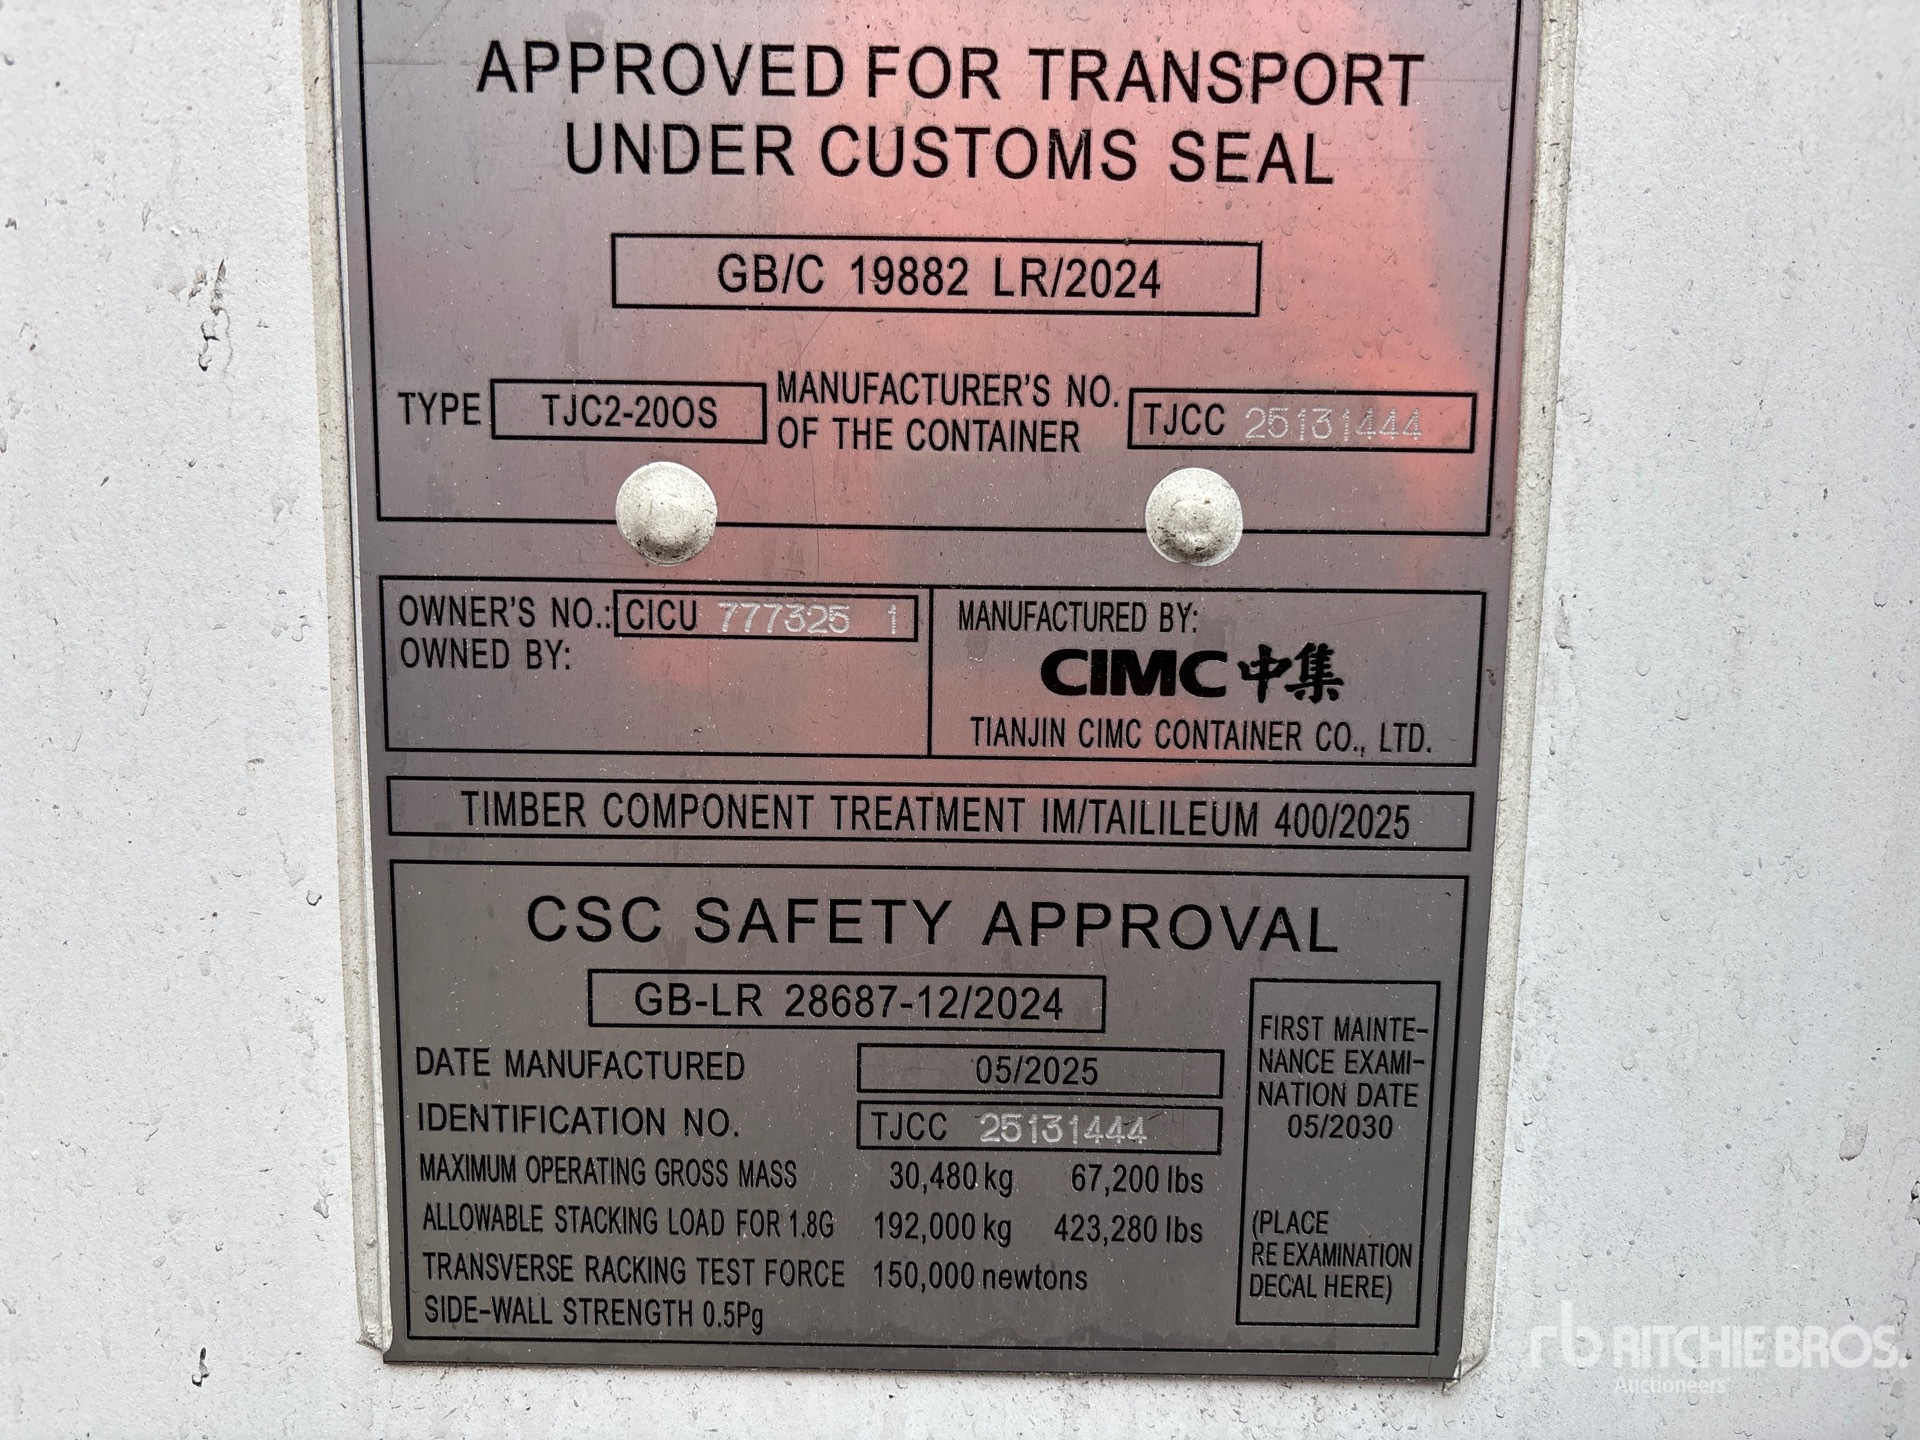 APPROVED FOR TRANSPORT
UNDER CUSTOMS SEAL
GB/C 19882 LR/2024
TYPE TJC2-20OS
MANUFACTURER'S NO.
OF THE CONTAINER
TJCC 25131444
OWNER'S NO.: CICU 777325 1
OWNED BY:
MANUFACTURED BY:
CIMC中集
TIANJIN CIMC CONTAINER CO., LTD.
TIMBER COMPONENT TREATMENT IM/TAILILEUM 400/2025
CSC SAFETY APPROVAL
GB-LR 28687-12/2024
DATE MANUFACTURED 05/2025
IDENTIFICATION NO. TJCC 25131444
MAXIMUM OPERATING GROSS MASS 30,480 kg 67,200 lbs
ALLOWABLE STACKING LOAD FOR 1.8G 192,000 kg 423,280 lbs
TRANSVERSE RACKING TEST FORCE 150,000 newtons
SIDE-WALL STRENGTH 0.5Pg
FIRST MAINTE-
NANCE EXAMI-
NATION DATE
05/2030
(PLACE
RE EXAMINATION
DECAL HERE)
rb RITCHIE BROS.
Auctioneers